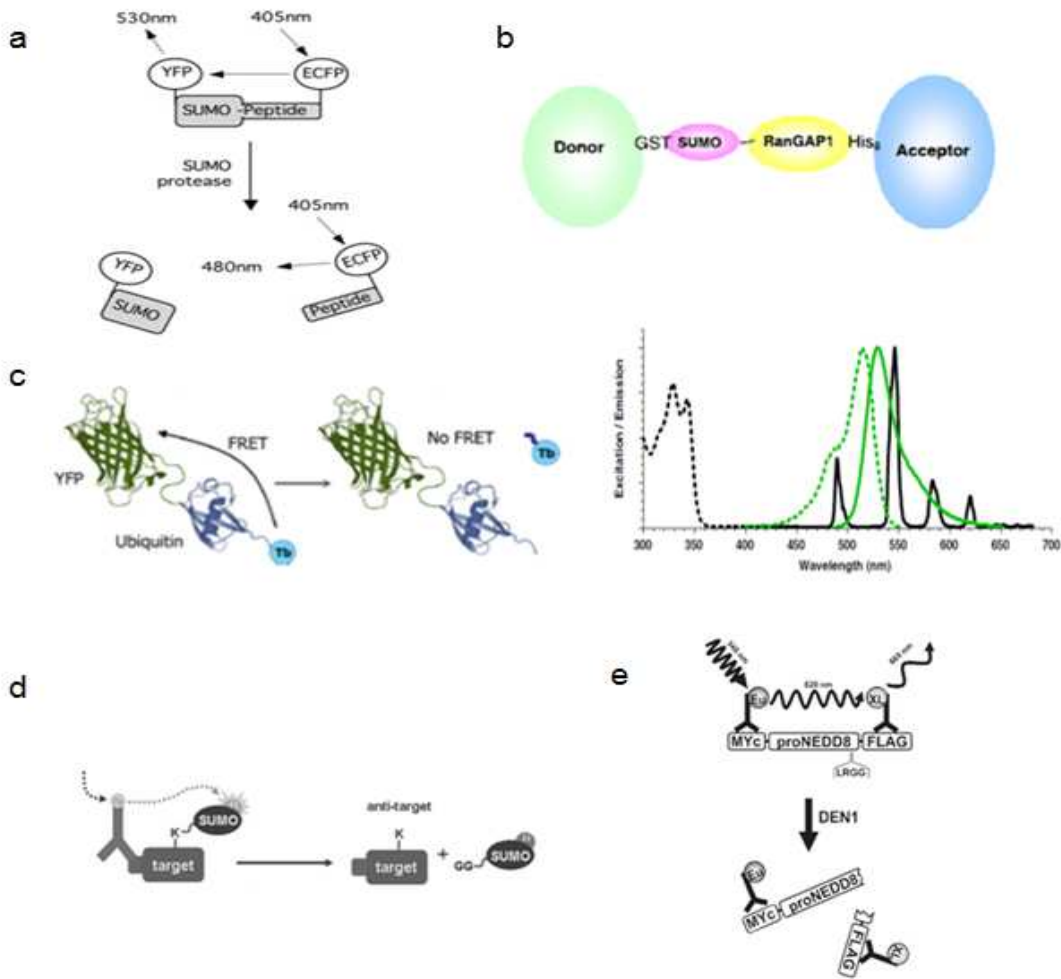 a
530nm
405nm
YFP
ECFP
SUMO
-Peptide
SUMO
protease
405nm
YFP
480nm
ECFP
SUMO
Peptide
b
Donor
GST
SUMO
RanGAP1
His₆
Acceptor
c
YFP
FRET
Ubiquitin
Tb
No FRET
Tb
Excitation / Emission
300 350 400 450 500 550 600 650 700
Wavelength (nm)
d
K
SUMO
target
anti-target
K
target
+
GG
SUMO
e
Eu
620 nm
XL
MYc
proNEDD8
FLAG
LRGG
DEN1
Eu
MYc
proNEDD8
FLAG
XL